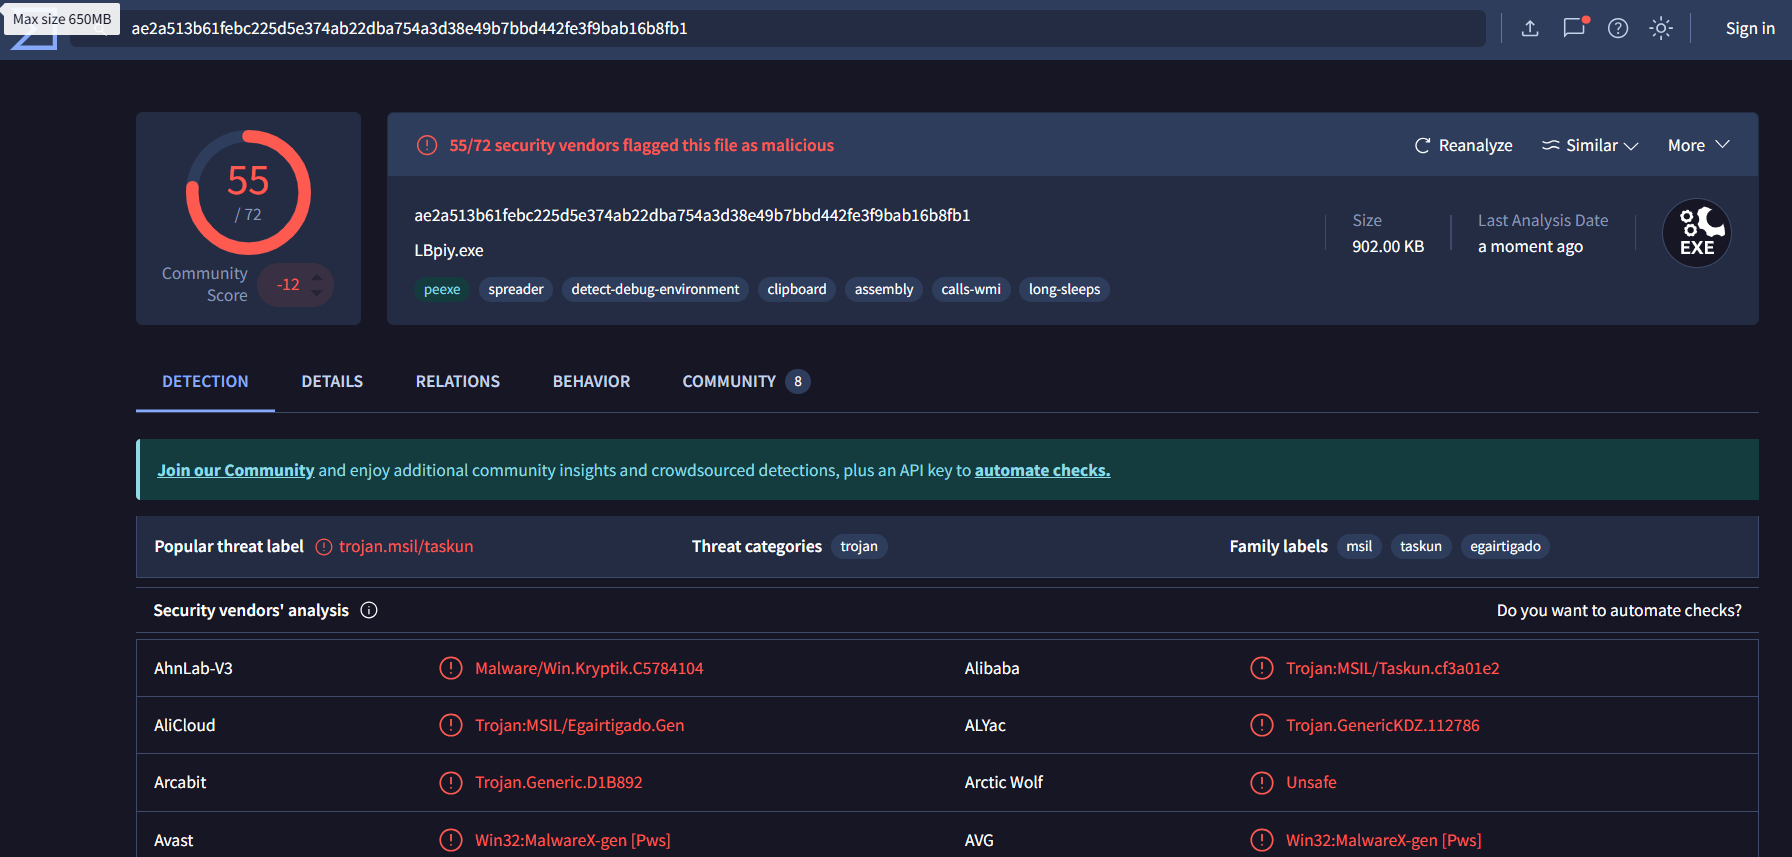 Max size 650MB
ae2a513b61febc225d5e374ab22dba754a3d38e49b7bbd442fe3f9bab16b8fb1
Sign in
55
/ 72
Community
Score
-12
55/72 security vendors flagged this file as malicious
Reanalyze
Similar
More
ae2a513b61febc225d5e374ab22dba754a3d38e49b7bbd442fe3f9bab16b8fb1
LBpiy.exe
peexe spreader detect-debug-environment clipboard assembly calls-wmi long-sleeps
Size
902.00 KB
Last Analysis Date
a moment ago
EXE
DETECTION DETAILS RELATIONS BEHAVIOR COMMUNITY 8
Join our Community and enjoy additional community insights and crowdsourced detections, plus an API key to automate checks.
Popular threat label trojan.msil/taskun Threat categories trojan Family labels msil taskun egairtigado
Security vendors' analysis Do you want to automate checks?
AhnLab-V3 Malware/Win.Kryptik.C5784104 Alibaba Trojan:MSIL/Taskun.cf3a01e2
AliCloud Trojan:MSIL/Egairtigado.Gen ALYac Trojan.GenericKDZ.112786
Arcabit Trojan.Generic.D1B892 Arctic Wolf Unsafe
Avast Win32:MalwareX-gen [Pws] AVG Win32:MalwareX-gen [Pws]